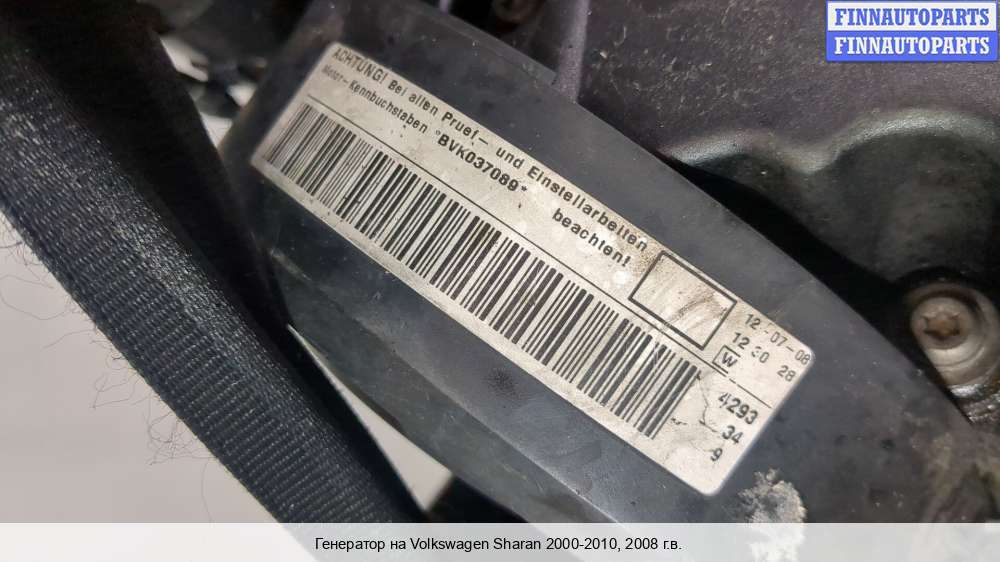 FINNAUTOPARTS
FINNAUTOPARTS
ACHTUNG! Bei allen Pruef- und Einstellarbeiten
Motor-Kennbuchstaben *BVK037089* beachten!
12-07-08
12 30 28
W
4293
34
9
Генератор на Volkswagen Sharan 2000-2010, 2008 г.в.